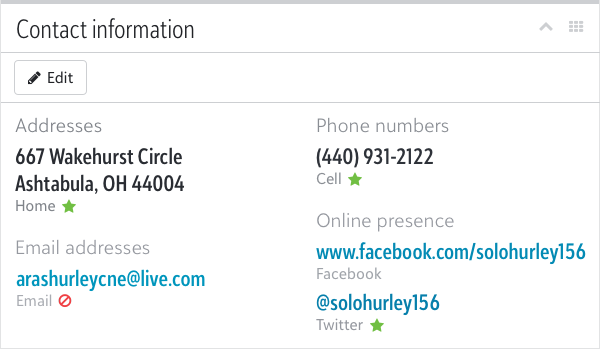 Contact information
Edit
Addresses
667 Wakehurst Circle
Ashtabula, OH 44004
Home
Email addresses
arashurleycne@live.com
Email
Phone numbers
(440) 931-2122
Cell
Online presence
www.facebook.com/solohurley156
Facebook
@solohurley156
Twitter